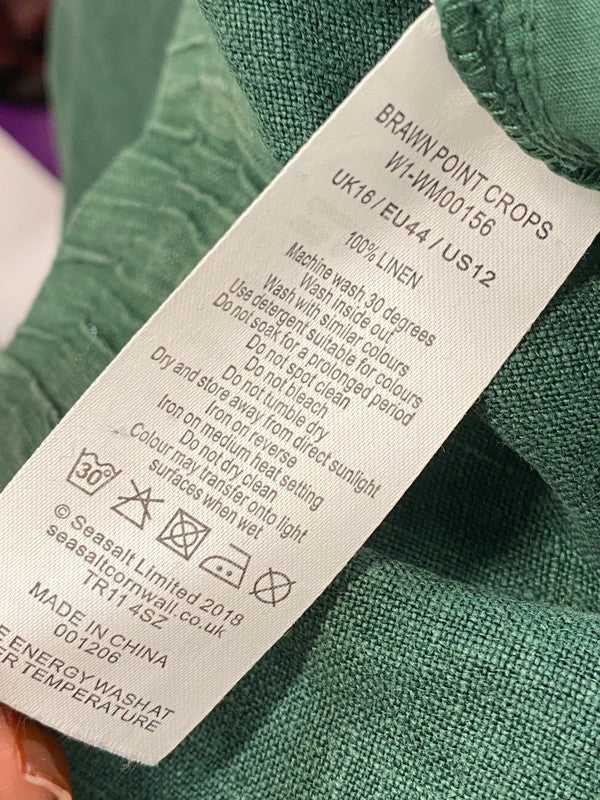 BRAWN POINT CROPS
W1-WM00156
UK16 / EU44 / US12
100% LINEN
Machine wash 30 degrees
Wash inside out
Wash with similar colours
Use detergent suitable for colours
Do not soak for a prolonged period
Do not spot clean
Do not bleach
Do not tumble dry
Dry and store away from direct sunlight
Iron on reverse
Iron on medium heat setting
Do not dry clean
Colour may transfer onto light
surfaces when wet
30°
© Seasalt Limited 2018
seasaltcornwall.co.uk
TR11 4SZ
MADE IN CHINA
001206
ENERGY WASH AT
TEMPERATURE